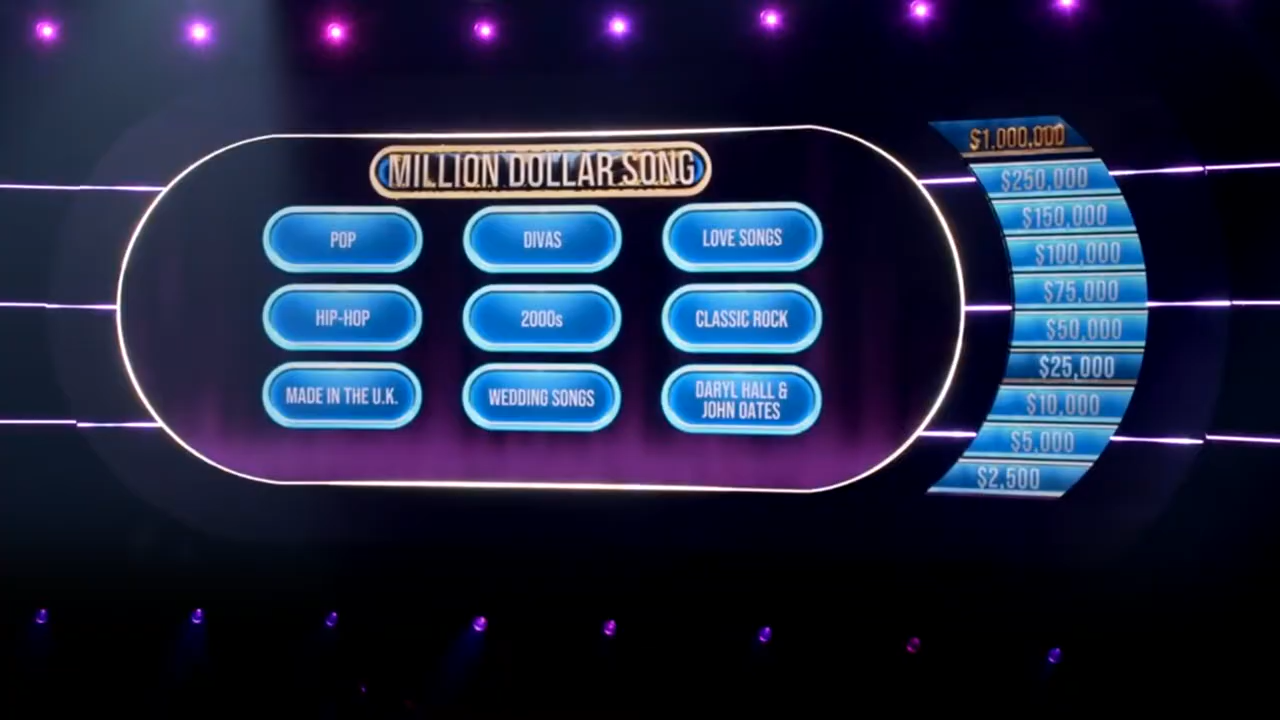 MILLION DOLLAR SONG
POP
DIVAS
LOVE SONGS
HIP-HOP
2000s
CLASSIC ROCK
MADE IN THE U.K.
WEDDING SONGS
DARYL HALL &
JOHN OATES
$1,000,000
$250,000
$150,000
$100,000
$75,000
$50,000
$25,000
$10,000
$5,000
$2,500